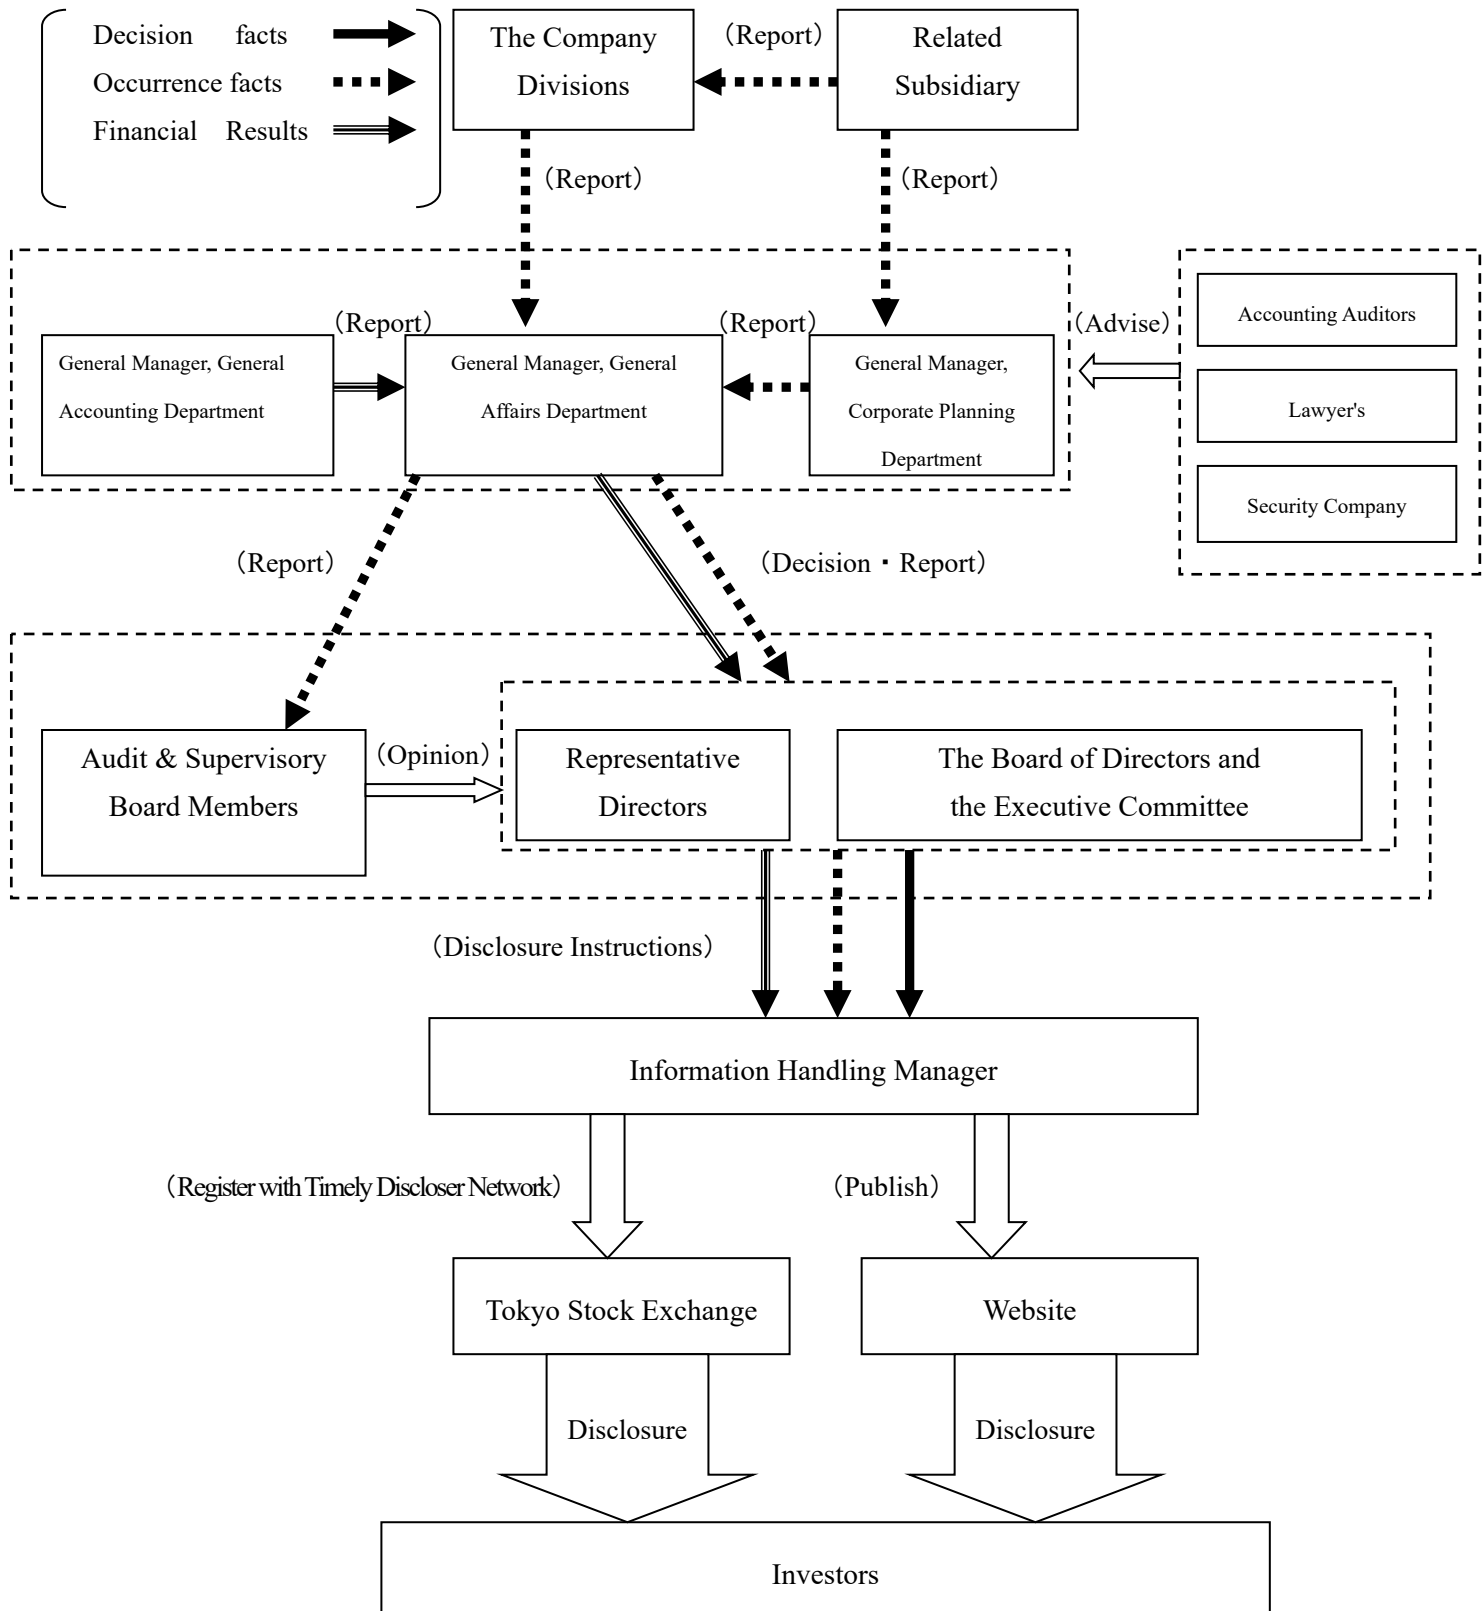 Decision facts
Occurrence facts
Financial Results
The Company
Divisions
（Report）
Related
Subsidiary
（Report）
（Report）
（Report）
（Report）
（Advise）
General Manager, General
Accounting Department
General Manager, General
Affairs Department
General Manager,
Corporate Planning
Department
Accounting Auditors
Lawyer's
Security Company
（Report）
（Decision・Report）
Audit & Supervisory
Board Members
（Opinion）
Representative
Directors
The Board of Directors and
the Executive Committee
（Disclosure Instructions）
Information Handling Manager
（Register with Timely Discloser Network）
（Publish）
Tokyo Stock Exchange
Website
Disclosure
Disclosure
Investors